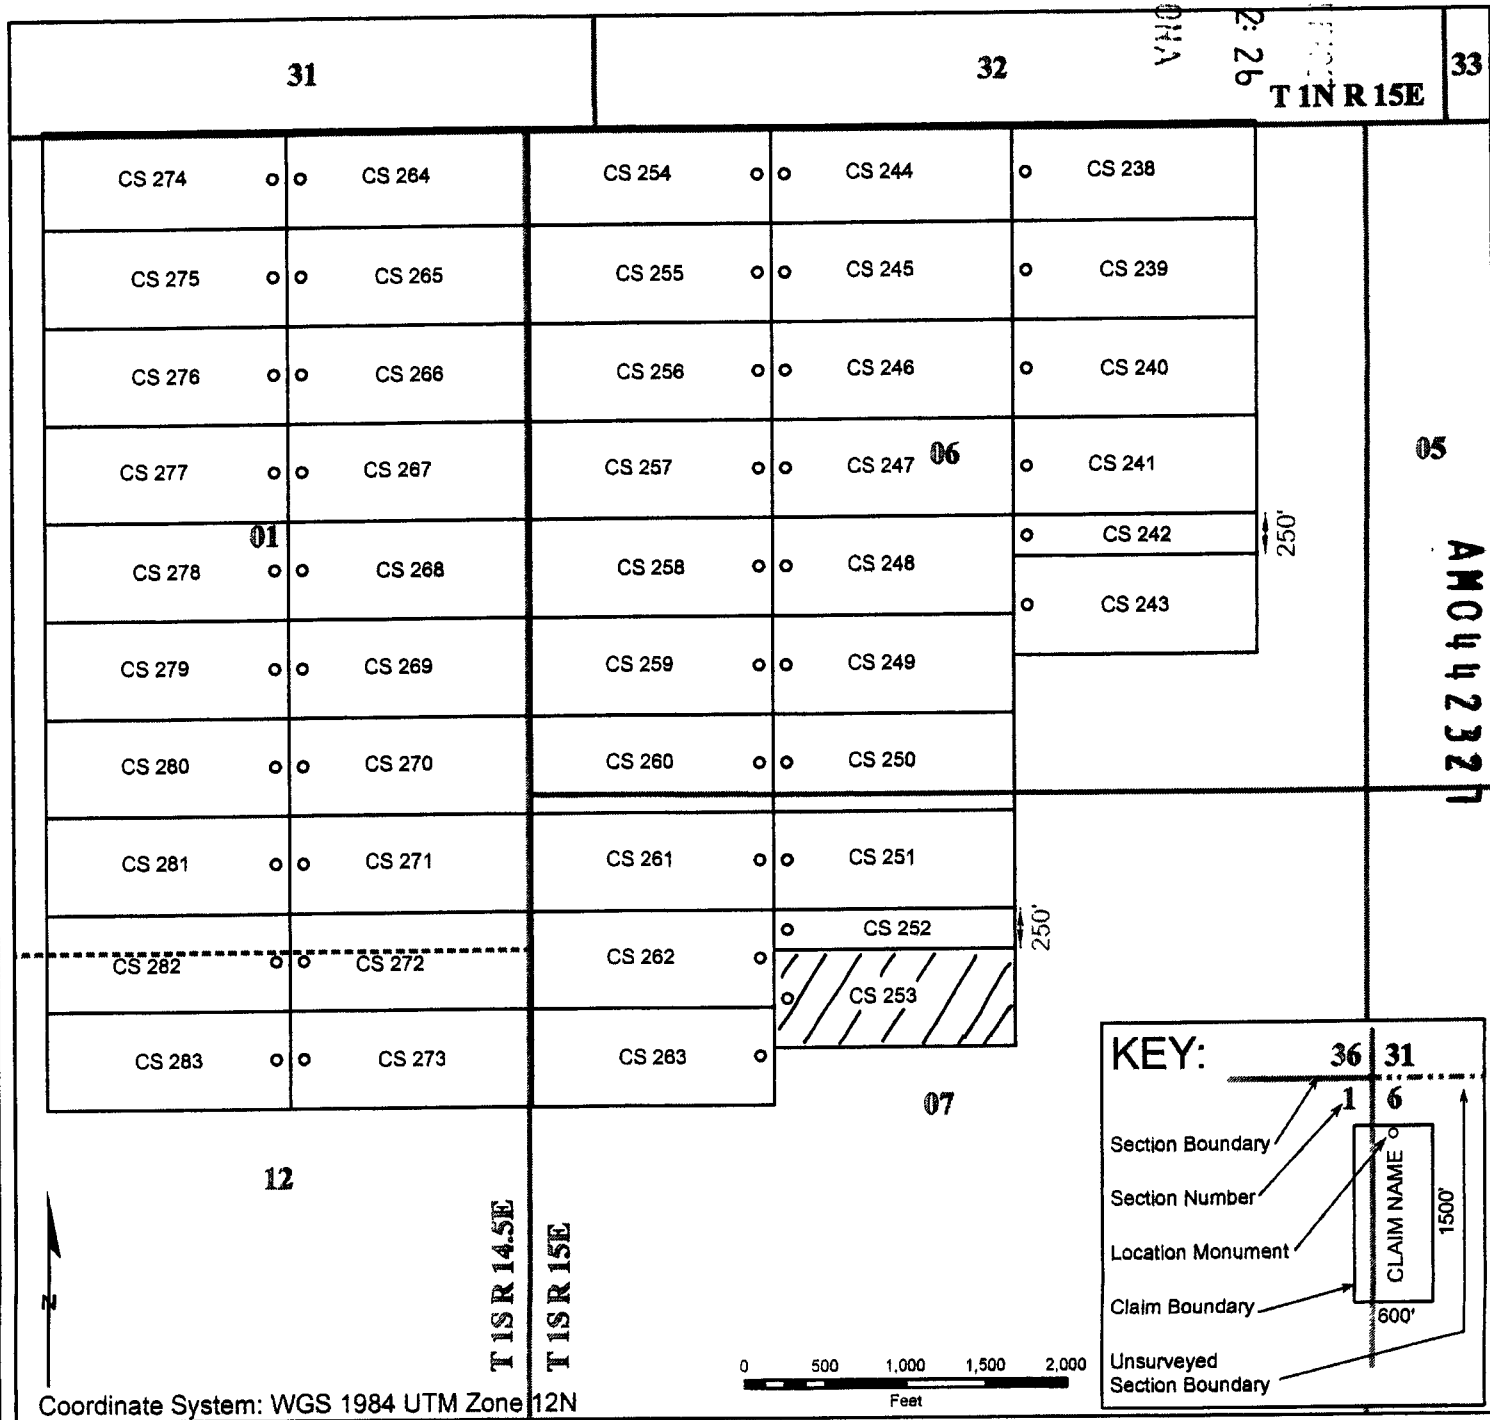 31 32 33
2: 26
T 1N R 15E
CS 274 CS 264 CS 254 CS 244 CS 238
CS 275 CS 265 CS 255 CS 245 CS 239
CS 276 CS 266 CS 256 CS 246 CS 240
CS 277 CS 267 CS 257 CS 247 06 CS 241 05
01 CS 242 250'
CS 278 CS 268 CS 258 CS 248
CS 243
CS 279 CS 269 CS 259 CS 249
CS 280 CS 270 CS 260 CS 250
AMC442327
CS 281 CS 271 CS 261 CS 251
CS 252 250'
CS 282 CS 272 CS 262
CS 253
CS 283 CS 273 CS 263
07
12
T 1S R 14.5E
T 1S R 15E
N
0 500 1,000 1,500 2,000
Feet
Coordinate System: WGS 1984 UTM Zone 12N
KEY:
36 31
1 6
Section Boundary
Section Number
Location Monument
Claim Boundary
Unsurveyed
Section Boundary
CLAIM NAME
1500'
600'